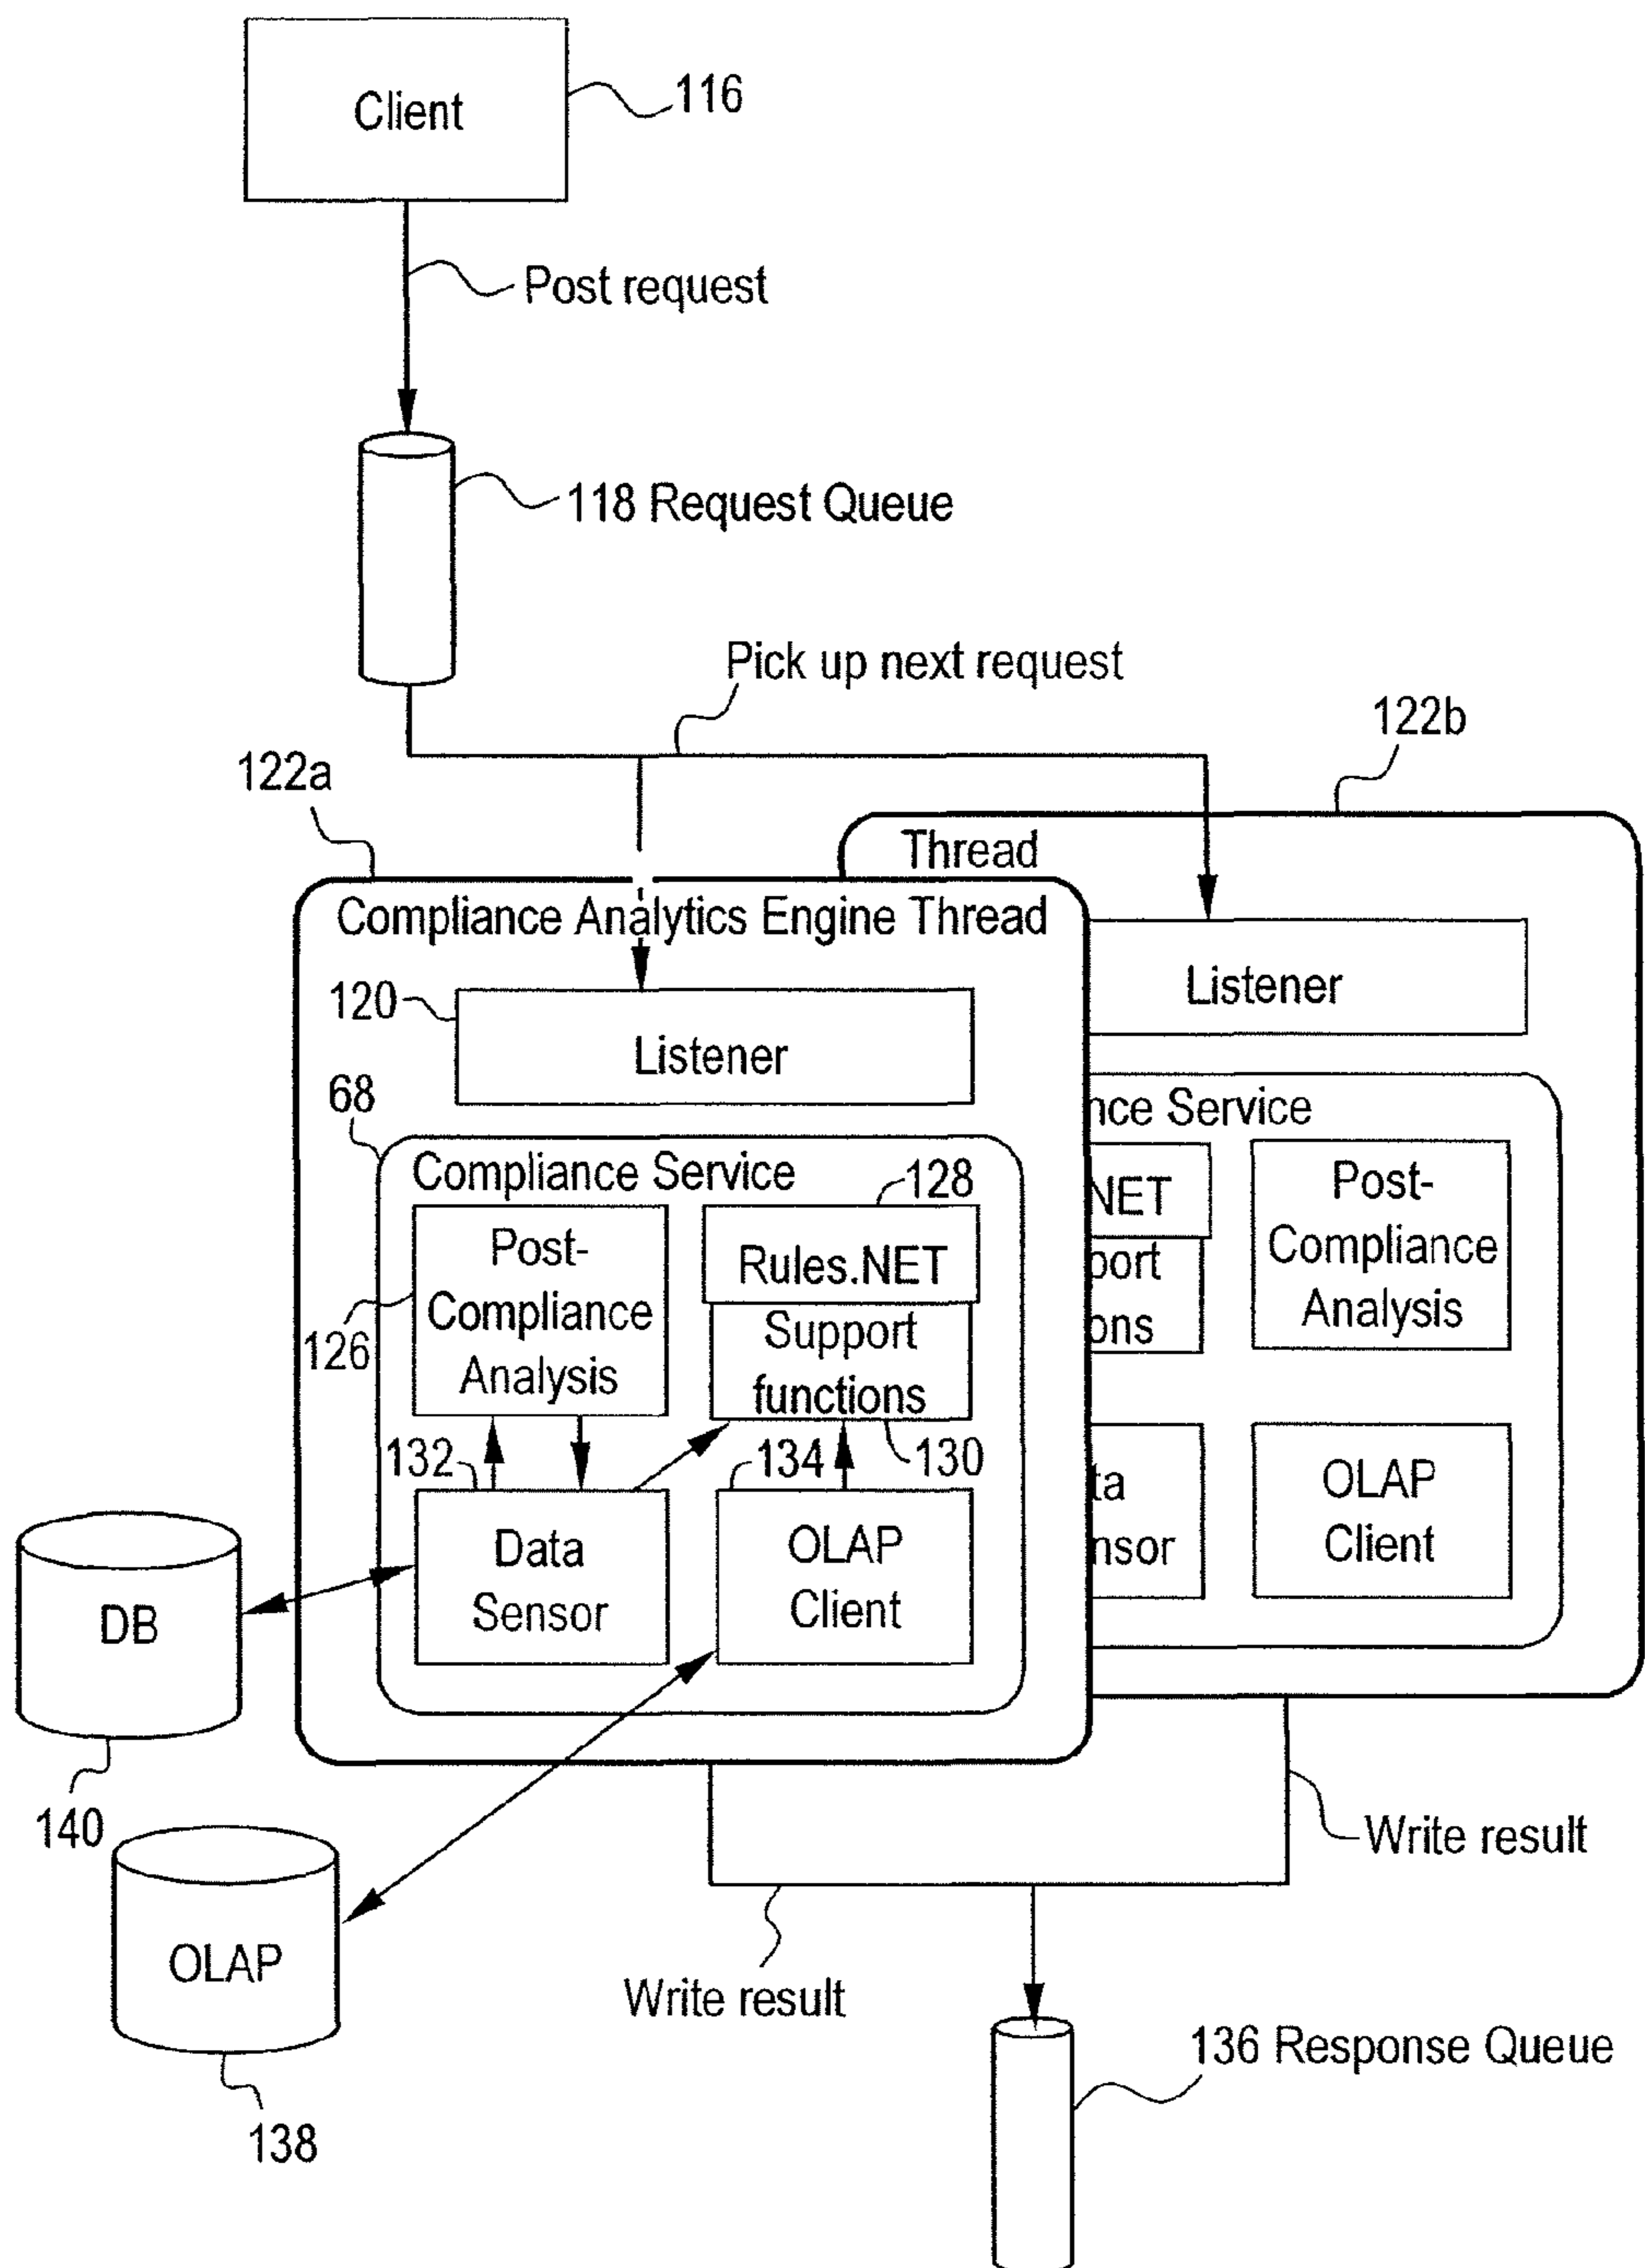 Client
116
Post request
118 Request Queue
Pick up next request
122b
122a
Thread
Compliance Analytics Engine Thread
Listener
120
Listener
68
nce Service
Compliance Service
128
NET
Post-
Compliance
Analysis
Post-
Compliance
Analysis
Rules.NET
port
ons
126
Support
functions
132
134
130
ta
nsor
OLAP
Client
Data
Sensor
OLAP
Client
DB
140
Write result
OLAP
Write result
138
136 Response Queue